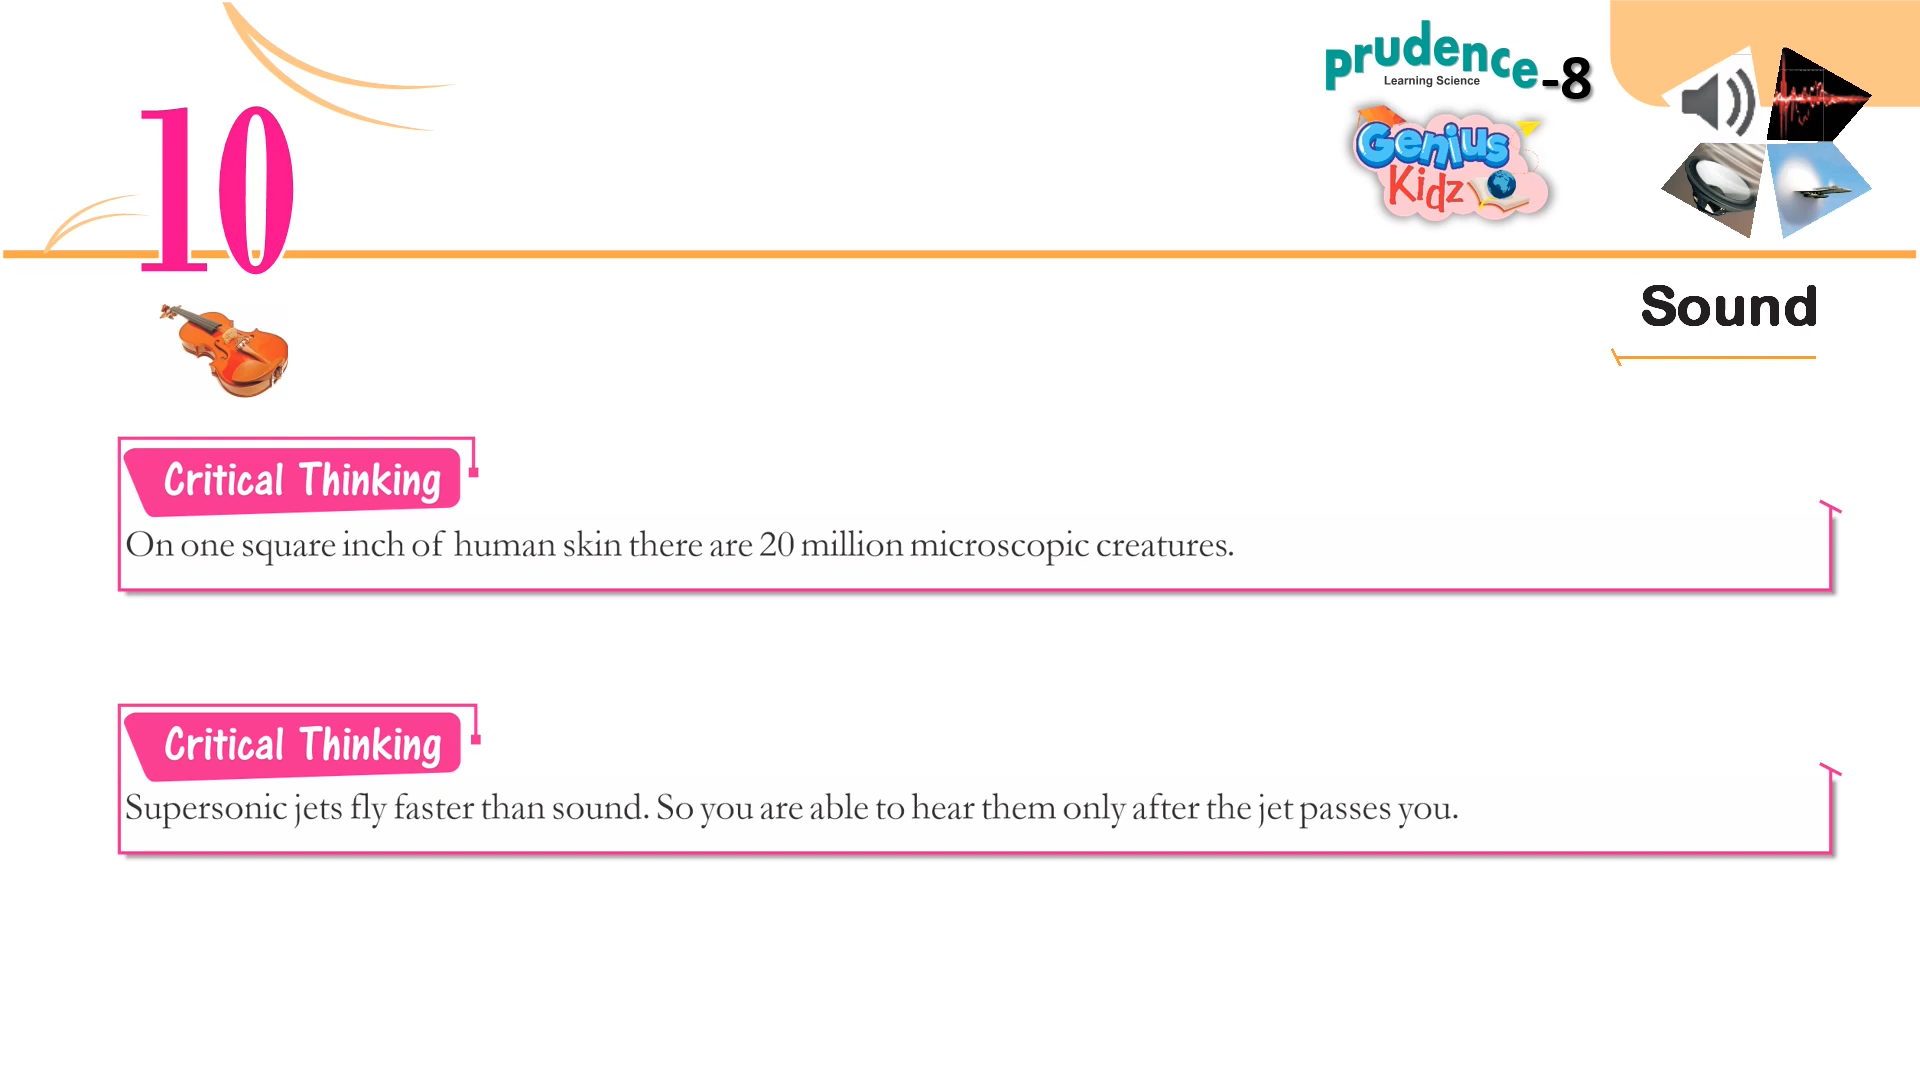 prudence-8
Learning Science
Genius
Kidz
10
Sound
Critical Thinking
On one square inch of human skin there are 20 million microscopic creatures.
Critical Thinking
Supersonic jets fly faster than sound. So you are able to hear them only after the jet passes you.